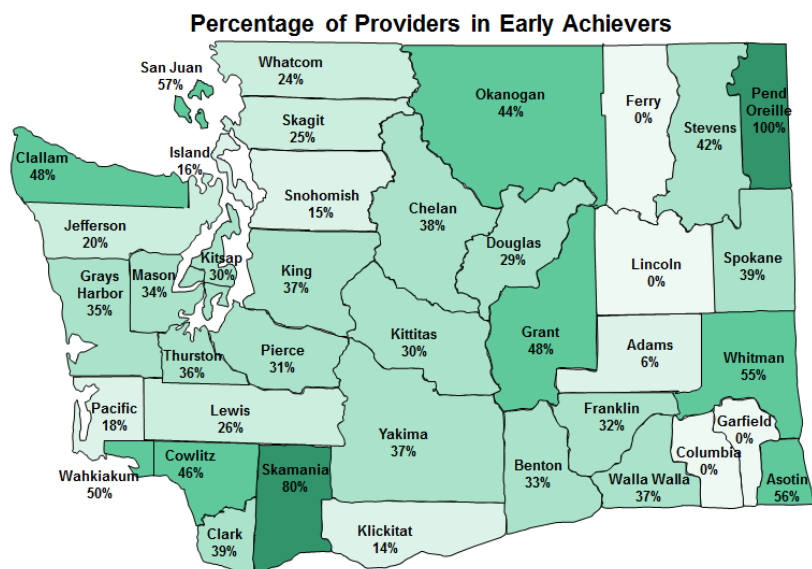 Percentage of Providers in Early Achievers
San Juan
57%
Whatcom
24%
Okanogan
44%
Ferry
0%
Pend
Oreille
100%
Stevens
42%
Skagit
25%
Clallam
48%
Island
16%
Snohomish
15%
Chelan
38%
Jefferson
20%
Douglas
29%
Kitsap
30%
King
37%
Lincoln
0%
Spokane
39%
Grays
Harbor
35%
Mason
34%
Kittitas
30%
Grant
48%
Adams
6%
Whitman
55%
Thurston
36%
Pierce
31%
Pacific
18%
Lewis
26%
Yakima
37%
Franklin
32%
Garfield
0%
Columbia
0%
Wahkiakum
50%
Cowlitz
46%
Skamania
80%
Benton
33%
Walla Walla
37%
Asotin
56%
Clark
39%
Klickitat
14%